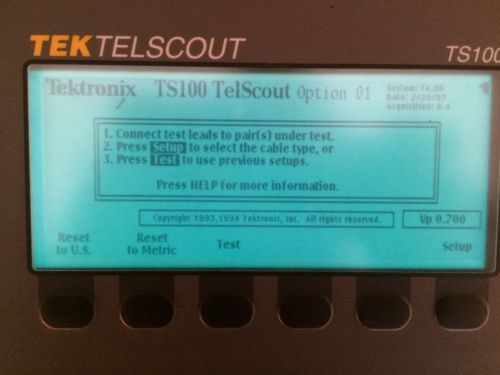 TEKTELSCOUT
TS100
Tektronix TS100 TelScout Option 01
System: F4.06
Date: 2/20/97
Acquisition: 6.4
1. Connect test leads to pair(s) under test.
2. Press Setup to select the cable type, or
3. Press Test to use previous setups.
Press HELP for more information.
Copyright 1993,1994 Tektronix, Inc. All rights reserved.
Vp 0.700
Reset
to U.S.
Reset
to Metric
Test
Setup